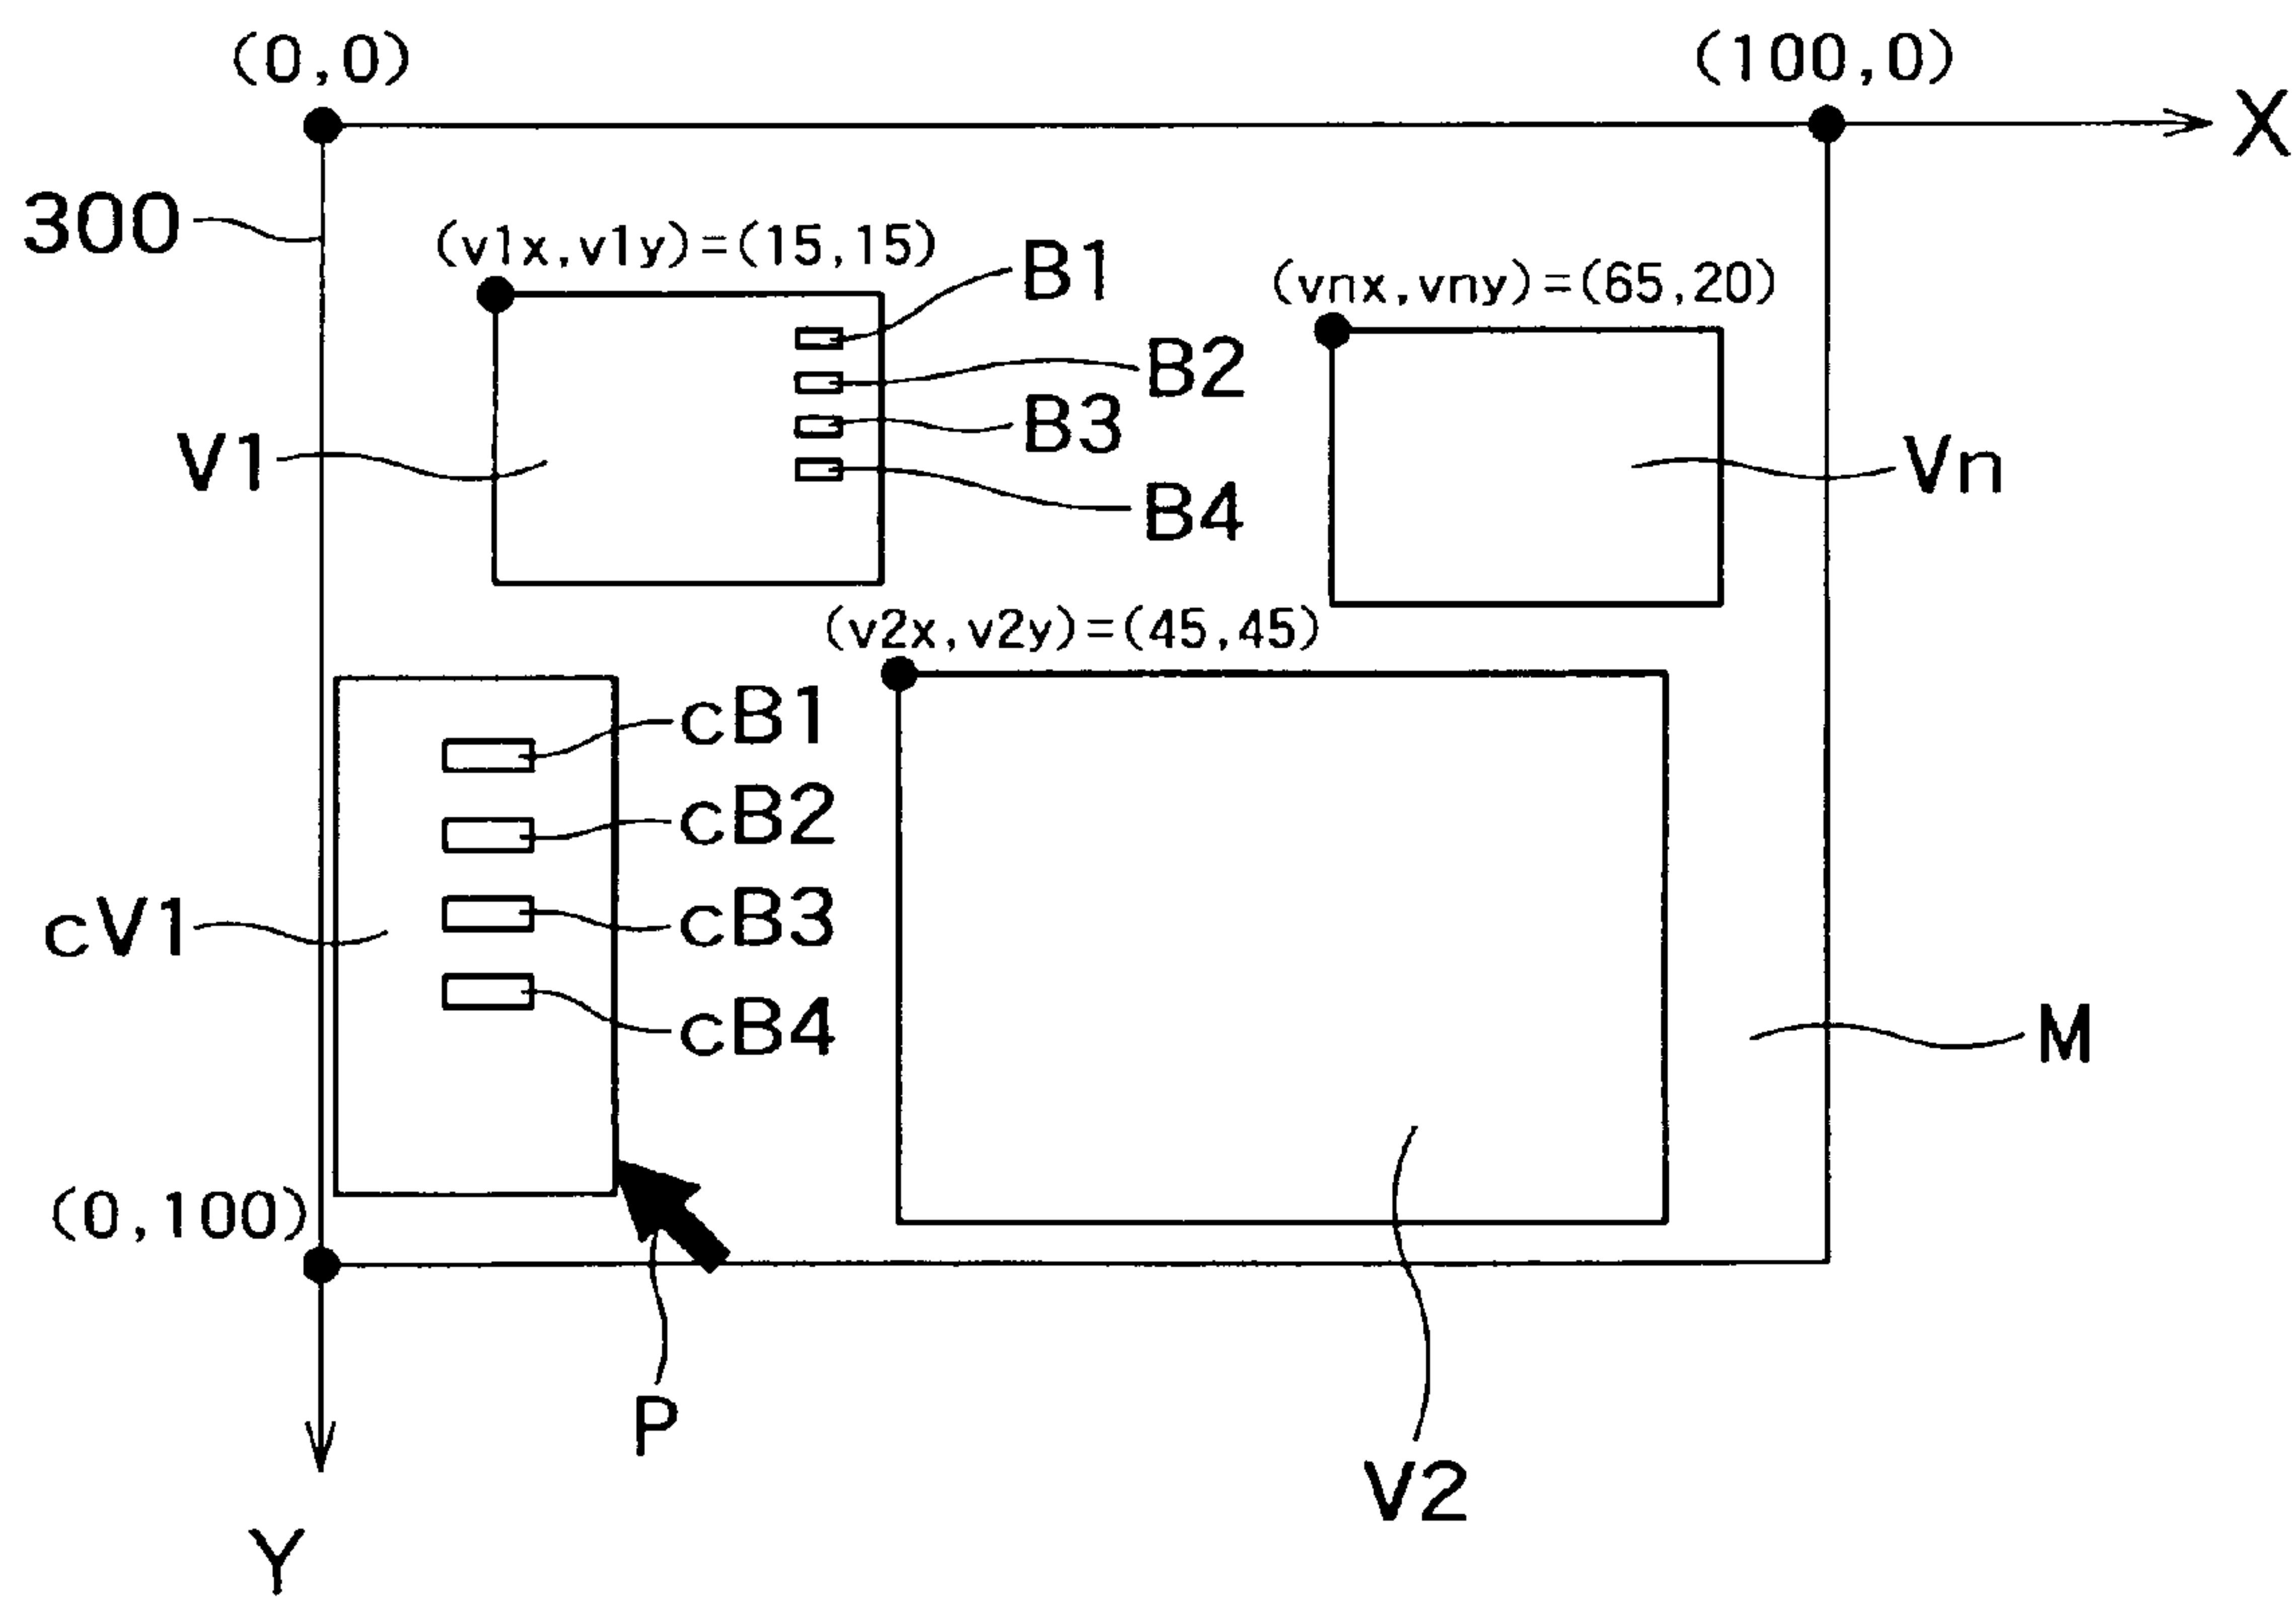 (0,0)
(100,0)
X
300
(v1x,v1y)=(15,15)
B1
(vnx,vny)=(65,20)
B2
B3
V1
Vn
B4
(v2x,v2y)=(45,45)
cB1
cB2
cB3
cV1
cB4
M
(0,100)
P
V2
Y